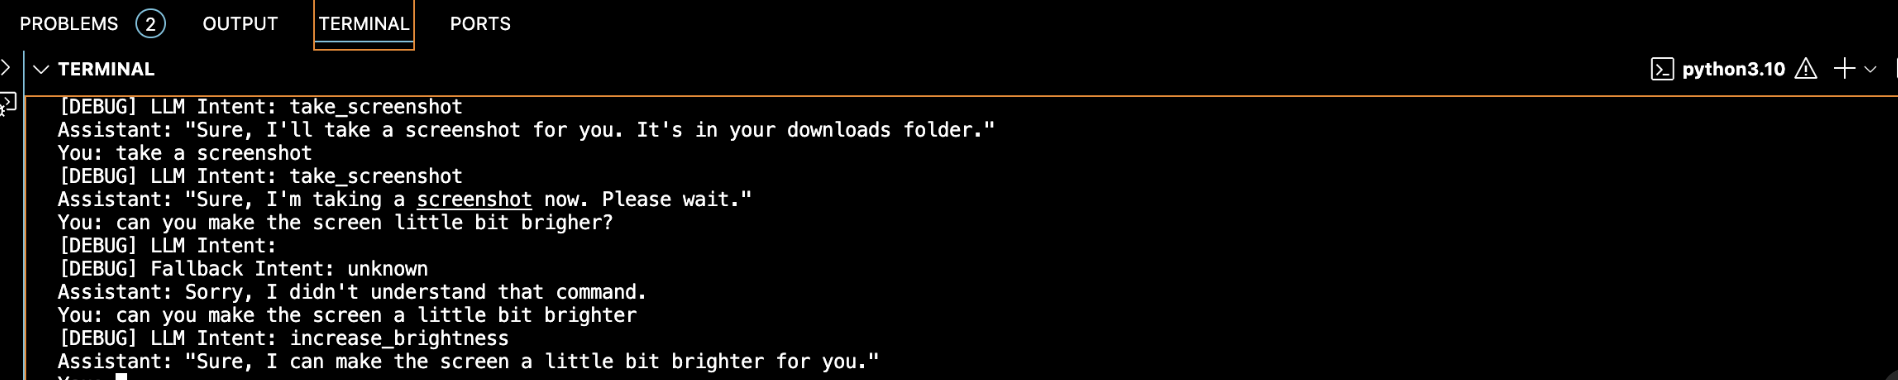 PROBLEMS 2 OUTPUT TERMINAL PORTS
TERMINAL python3.10
[DEBUG] LLM Intent: take_screenshot
Assistant: "Sure, I'll take a screenshot for you. It's in your downloads folder."
You: take a screenshot
[DEBUG] LLM Intent: take_screenshot
Assistant: "Sure, I'm taking a screenshot now. Please wait."
You: can you make the screen little bit brigher?
[DEBUG] LLM Intent:
[DEBUG] Fallback Intent: unknown
Assistant: Sorry, I didn't understand that command.
You: can you make the screen a little bit brighter
[DEBUG] LLM Intent: increase_brightness
Assistant: "Sure, I can make the screen a little bit brighter for you."